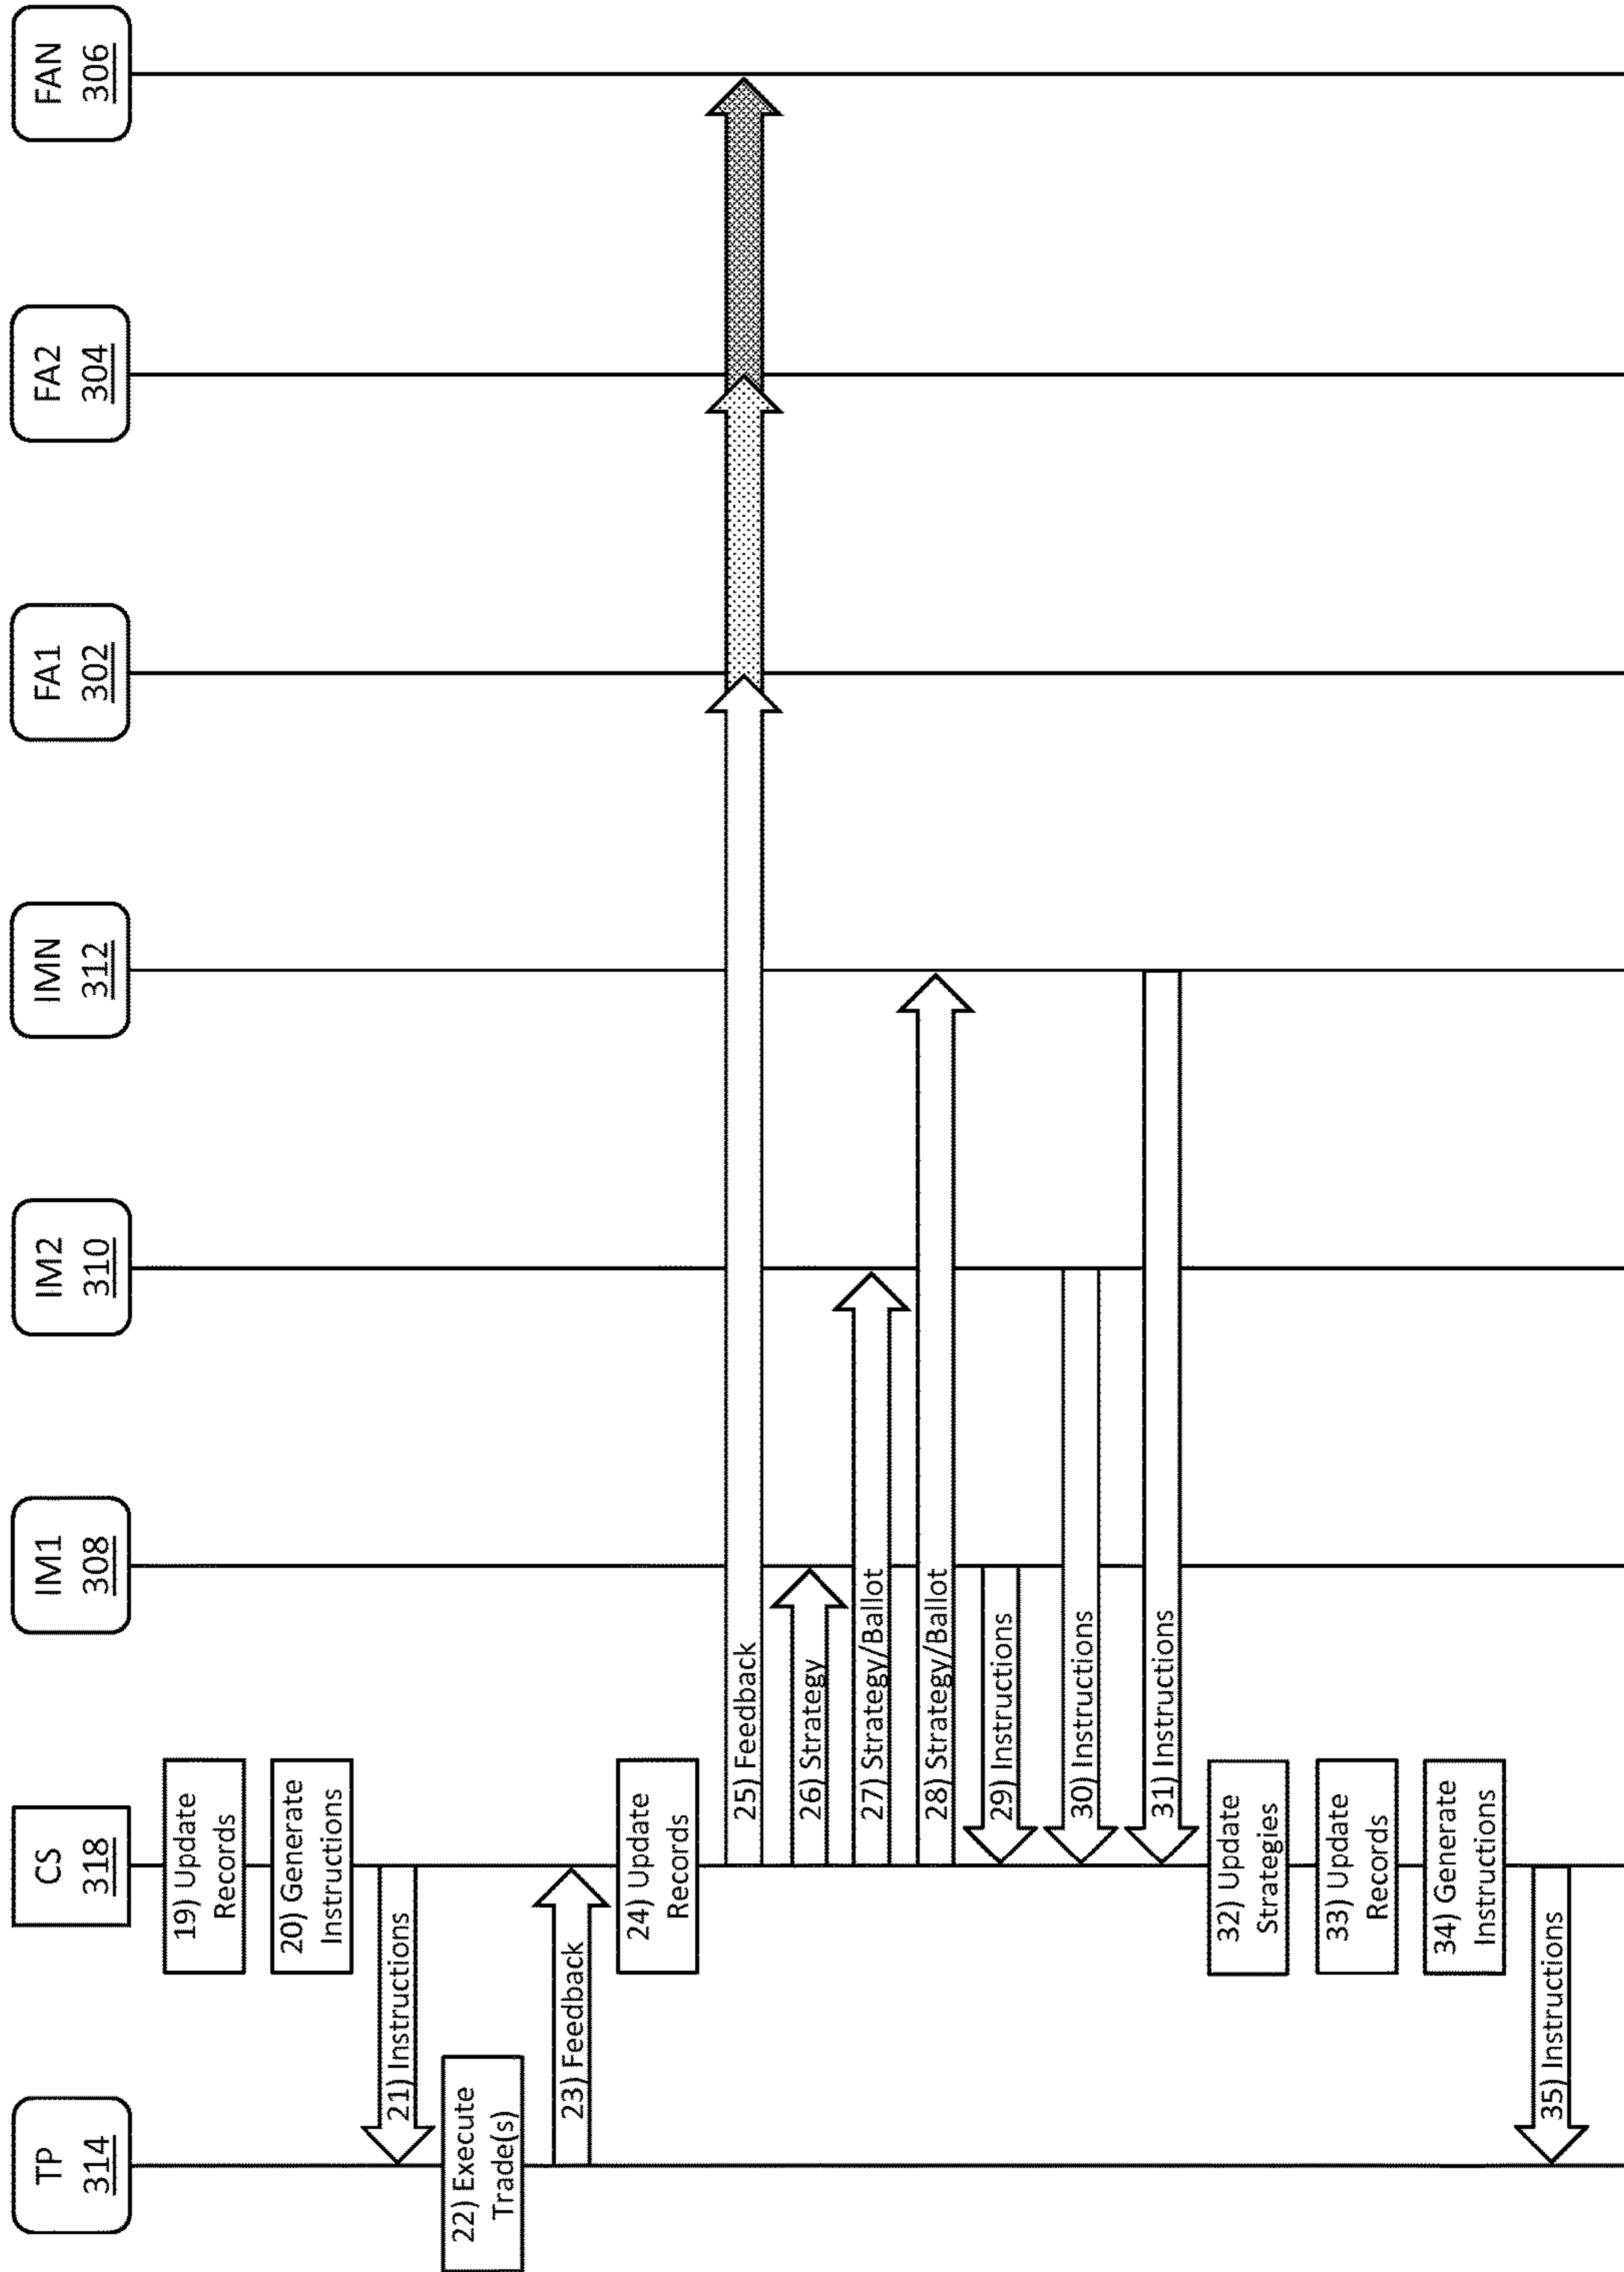 TP
314
CS
318
IM1
308
IM2
310
IMN
312
FA1
302
FA2
304
FAN
306
19) Update
Records
20) Generate
Instructions
21) Instructions
22) Execute
Trade(s)
23) Feedback
24) Update
Records
25) Feedback
26) Strategy
27) Strategy/Ballot
28) Strategy/Ballot
29) Instructions
30) Instructions
31) Instructions
32) Update
Strategies
33) Update
Records
34) Generate
Instructions
35) Instructions